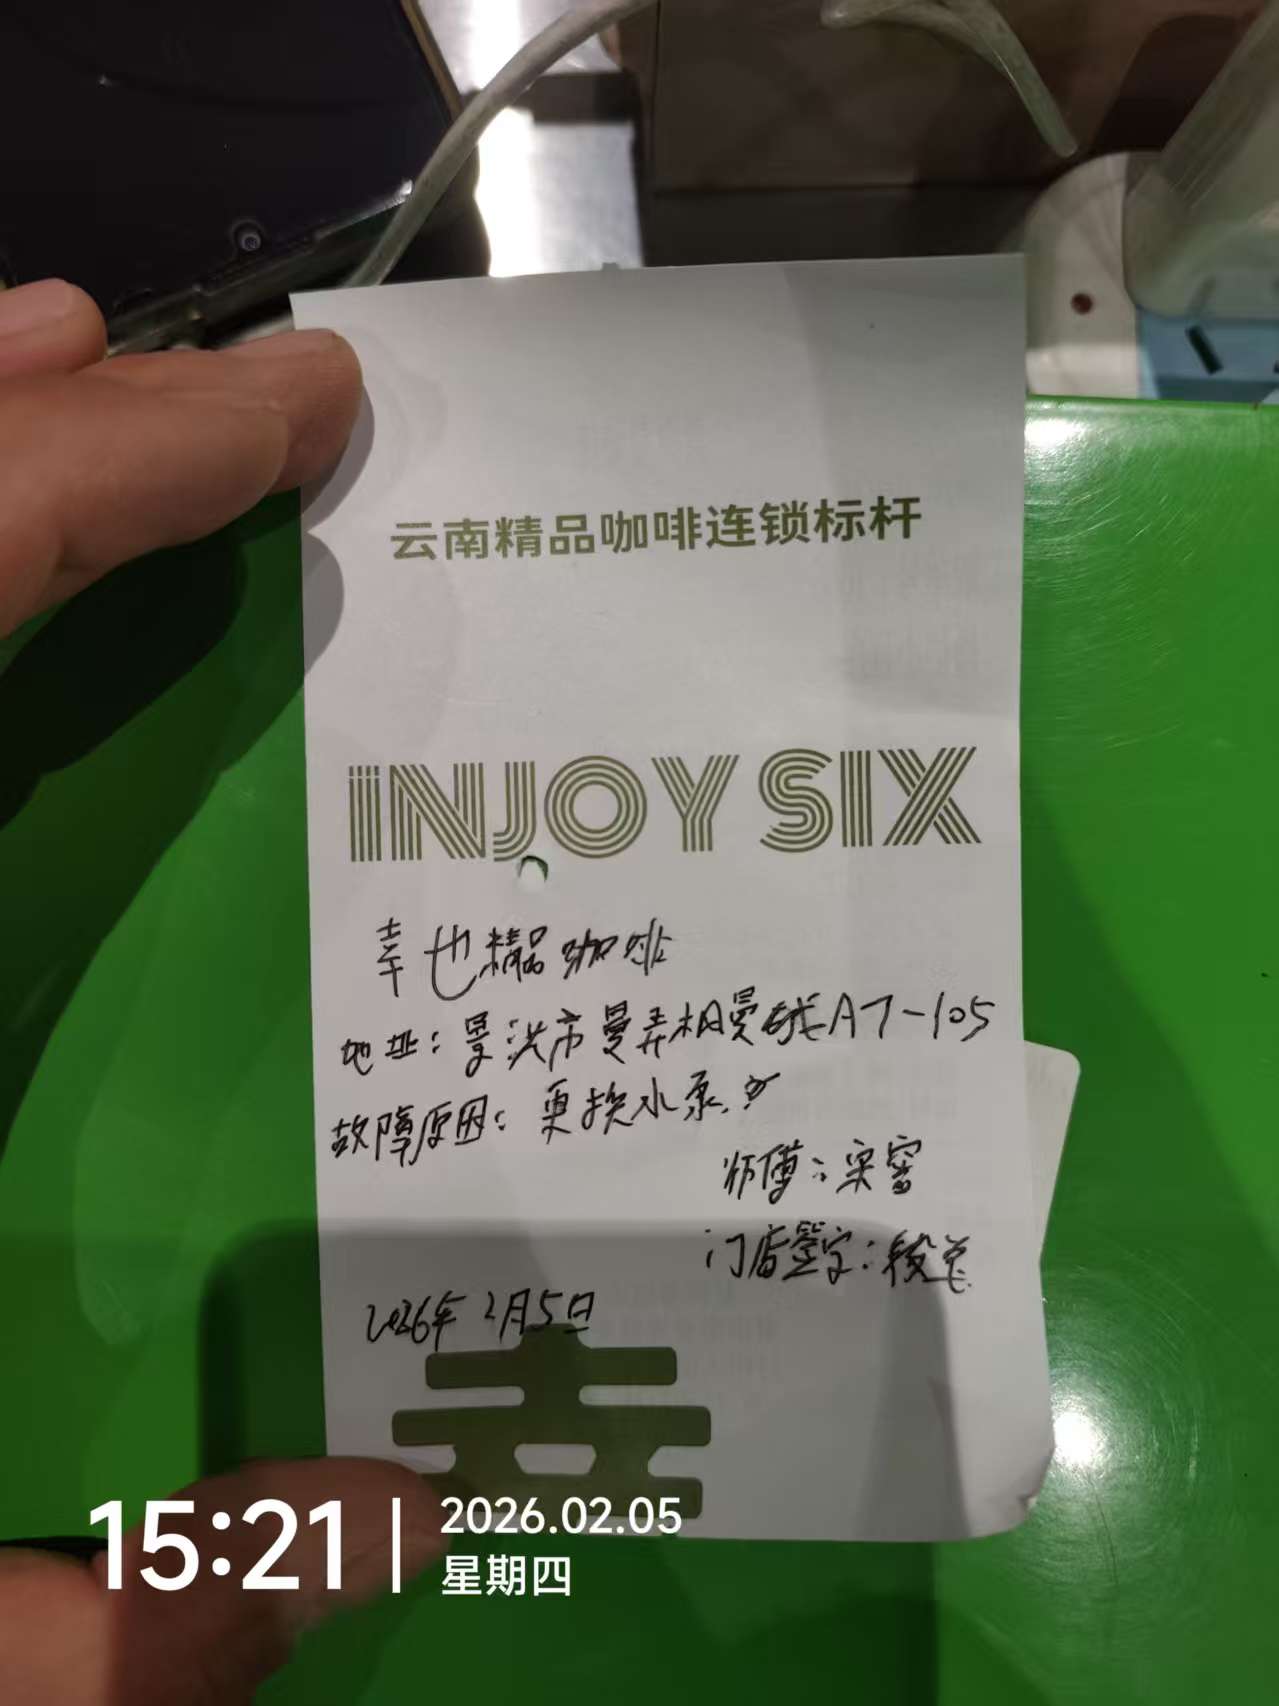 云南精品咖啡连锁标杆
INJOY SIX
幸也精品咖啡
地址：景洪市曼弄枫曼线A7-105
故障原因：更换水泵.
师傅：宋富
门店签字：
2026年2月5日
幸
15:21
2026.02.05
星期四